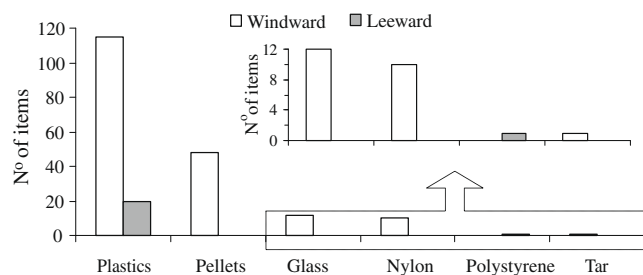 Windward Leeward
120
100
80
60
40
20
0
Nº of items
12
8
4
0
Nº of items
Plastics Pellets Glass Nylon Polystyrene Tar